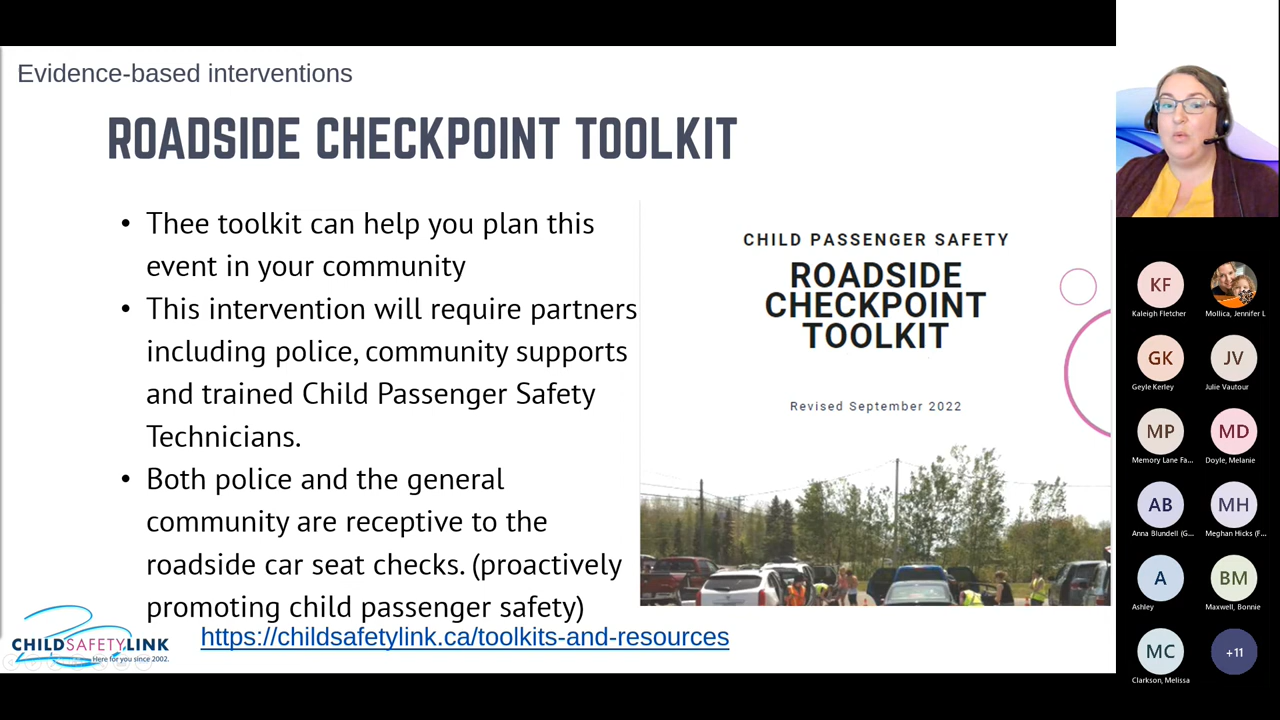 Evidence-based interventions
ROADSIDE CHECKPOINT TOOLKIT
• Thee toolkit can help you plan this
event in your community
• This intervention will require partners
including police, community supports
and trained Child Passenger Safety
Technicians.
• Both police and the general
community are receptive to the
roadside car seat checks. (proactively
promoting child passenger safety)
https://childsafetylink.ca/toolkits-and-resources
CHILD SAFETY LINK
Here for you since 2002.
CHILD PASSENGER SAFETY
ROADSIDE
CHECKPOINT
TOOLKIT
Revised September 2022
KF
Kaleigh Fletcher
Mollica, Jennifer L
GK
Geyle Kerley
JV
Julie Vautour
MP
Memory Lane Fa...
MD
Doyle, Melanie
AB
Anna Blundell (G...
MH
Meghan Hicks (F...
A
Ashley
BM
Maxwell, Bonnie
MC
Clarkson, Melissa
+11